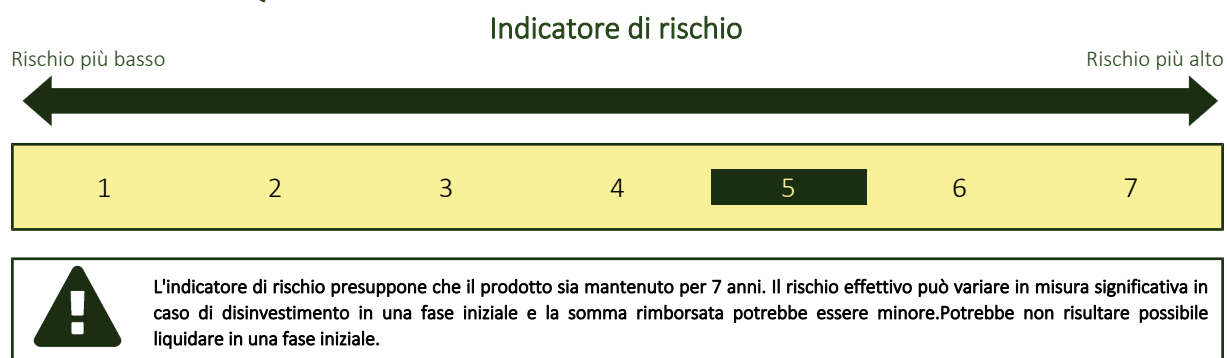 Indicatore di rischio
Rischio più basso
Rischio più alto
1 2 3 4 5 6 7
L'indicatore di rischio presuppone che il prodotto sia mantenuto per 7 anni. Il rischio effettivo può variare in misura significativa in
caso di disinvestimento in una fase iniziale e la somma rimborsata potrebbe essere minore.Potrebbe non risultare possibile
liquidare in una fase iniziale.